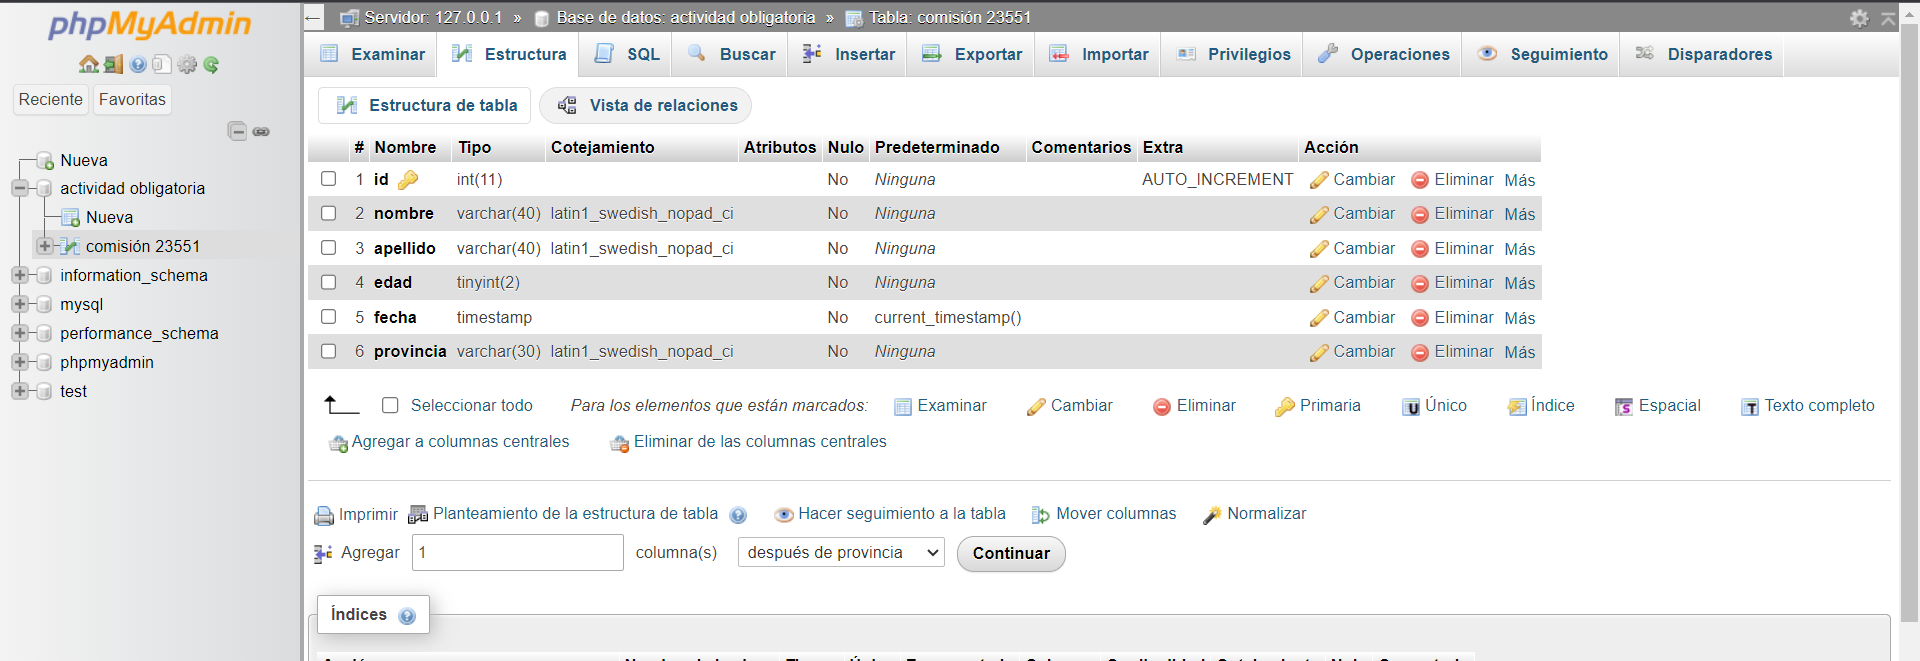 phpMyAdmin
Reciente Favoritas
Nueva
actividad obligatoria
Nueva
comisión 23551
information_schema
mysql
performance_schema
phpmyadmin
test
Servidor: 127.0.0.1 » Base de datos: actividad obligatoria » Tabla: comisión 23551
Examinar Estructura SQL Buscar Insertar Exportar Importar Privilegios Operaciones Seguimiento Disparadores
Estructura de tabla Vista de relaciones
# Nombre Tipo Cotejamiento Atributos Nulo Predeterminado Comentarios Extra Acción
1 id int(11) No Ninguna AUTO_INCREMENT Cambiar Eliminar Más
2 nombre varchar(40) latin1_swedish_nopad_ci No Ninguna Cambiar Eliminar Más
3 apellido varchar(40) latin1_swedish_nopad_ci No Ninguna Cambiar Eliminar Más
4 edad tinyint(2) No Ninguna Cambiar Eliminar Más
5 fecha timestamp No current_timestamp() Cambiar Eliminar Más
6 provincia varchar(30) latin1_swedish_nopad_ci No Ninguna Cambiar Eliminar Más
Seleccionar todo Para los elementos que están marcados: Examinar Cambiar Eliminar Primaria Único Índice Espacial Texto completo
Agregar a columnas centrales Eliminar de las columnas centrales
Imprimir Planteamiento de la estructura de tabla Hacer seguimiento a la tabla Mover columnas Normalizar
Agregar 1 columna(s) después de provincia Continuar
Índices